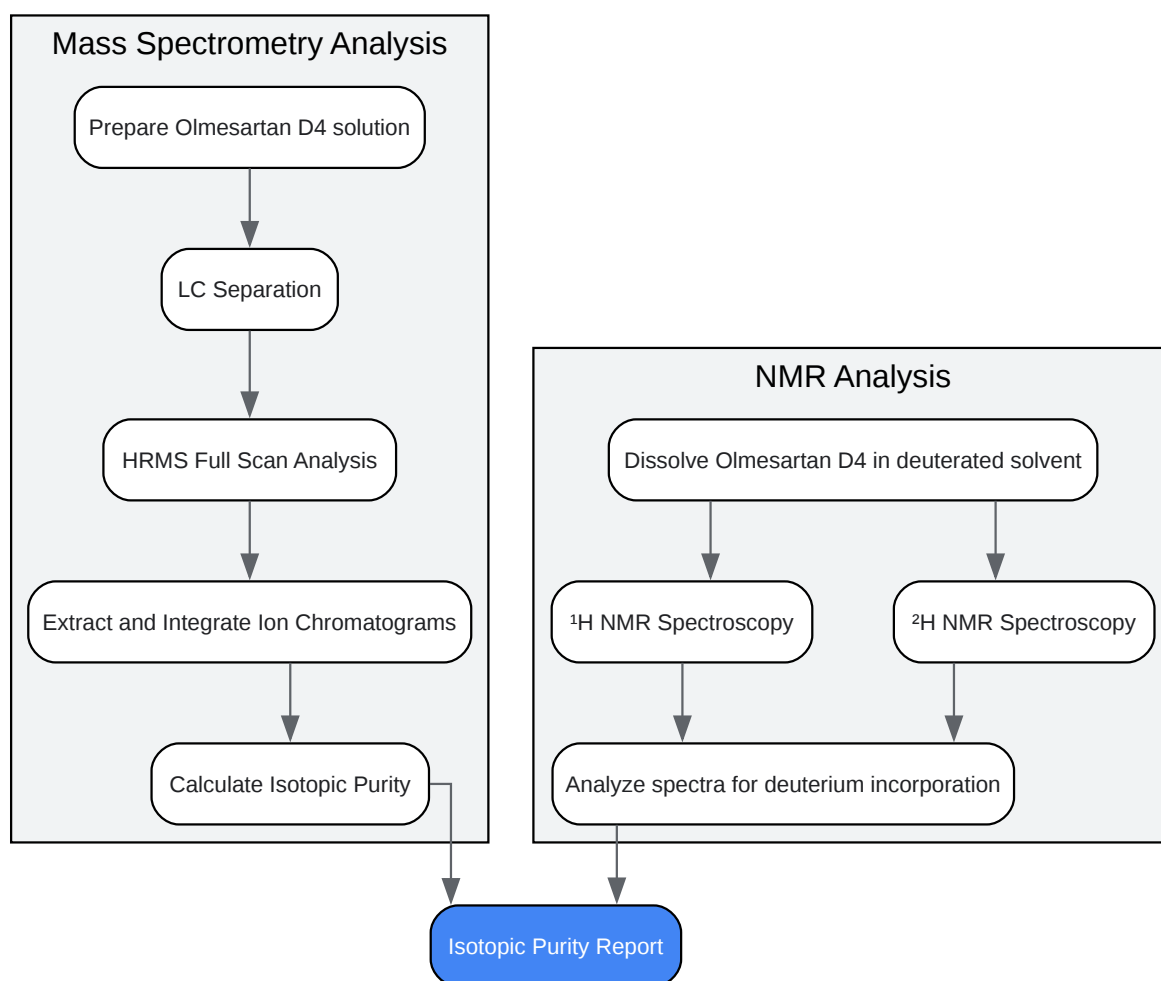 Mass Spectrometry Analysis
Prepare Olmesartan D4 solution
LC Separation
HRMS Full Scan Analysis
Extract and Integrate Ion Chromatograms
Calculate Isotopic Purity
NMR Analysis
Dissolve Olmesartan D4 in deuterated solvent
¹H NMR Spectroscopy
²H NMR Spectroscopy
Analyze spectra for deuterium incorporation
Isotopic Purity Report